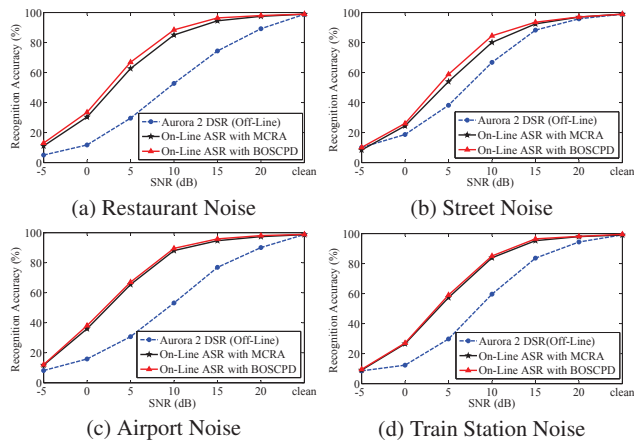 Recognition Accuracy (%)
100
80
60
40
20
0
-5 0 5 10 15 20 clean
SNR (dB)
Aurora 2 DSR (Off-Line)
On-Line ASR with MCRA
On-Line ASR with BOSCPD
(a) Restaurant Noise
Recognition Accuracy (%)
100
80
60
40
20
0
-5 0 5 10 15 20 clean
SNR (dB)
Aurora 2 DSR (Off-Line)
On-Line ASR with MCRA
On-Line ASR with BOSCPD
(b) Street Noise
Recognition Accuracy (%)
100
80
60
40
20
0
-5 0 5 10 15 20 clean
SNR (dB)
Aurora 2 DSR (Off-Line)
On-Line ASR with MCRA
On-Line ASR with BOSCPD
(c) Airport Noise
Recognition Accuracy (%)
100
80
60
40
20
0
-5 0 5 10 15 20 clean
SNR (dB)
Aurora 2 DSR(Off-Line)
On-Line ASR with MCRA
On-Line ASR with BOSCPD
(d) Train Station Noise